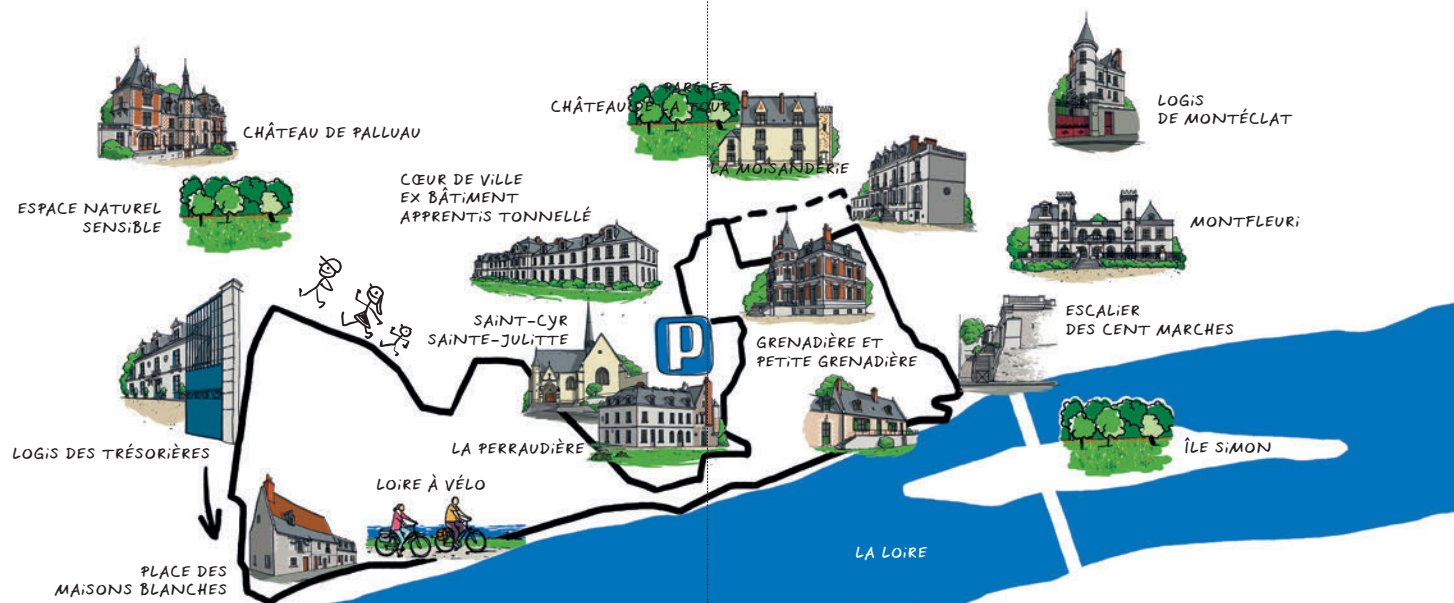 CHÂTEAU DE PALLUAU
ESPACE NATUREL
SENSIBLE
CŒUR DE VILLE
EX BÂTIMENT
APPRENTIS TONNELLÉ
PARC ET
CHÂTEAU DE LA TOUR
LA MOISANDERIE
LOGIS
DE MONTÉCLAT
MONTFLEURI
SAINT-CYR
SAINTE-JULITTE
P
GRENADIÈRE ET
PETITE GRENADIÈRE
ESCALIER
DES CENT MARCHES
LOGIS DES TRÉSORIÈRES
LA PERRAUDIÈRE
ÎLE SIMON
LOIRE À VÉLO
LA LOIRE
PLACE DES
MAISONS BLANCHES